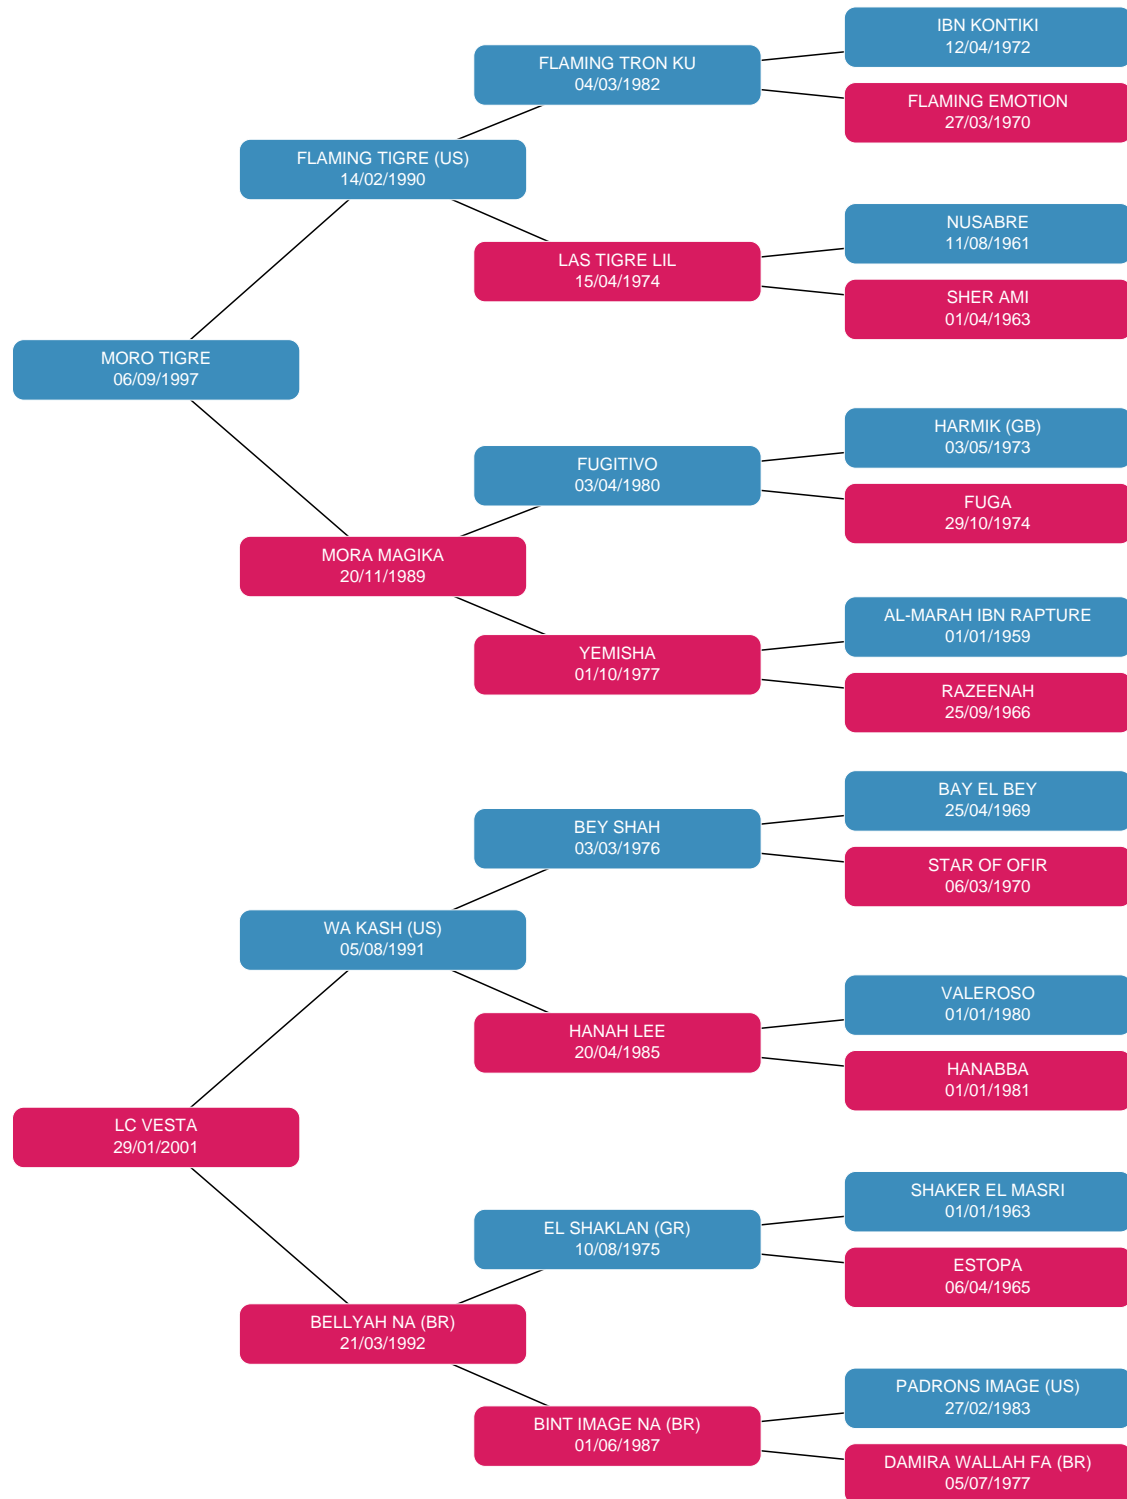 IBN KONTIKI
12/04/1972
FLAMING TRON KU
04/03/1982
FLAMING EMOTION
27/03/1970
FLAMING TIGRE (US)
14/02/1990
NUSABRE
11/08/1961
LAS TIGRE LIL
15/04/1974
SHER AMI
01/04/1963
MORO TIGRE
06/09/1997
HARMIK (GB)
03/05/1973
FUGITIVO
03/04/1980
FUGA
29/10/1974
MORA MAGIKA
20/11/1989
AL-MARAH IBN RAPTURE
01/01/1959
YEMISHA
01/10/1977
RAZEENAH
25/09/1966
BAY EL BEY
25/04/1969
BEY SHAH
03/03/1976
STAR OF OFIR
06/03/1970
WA KASH (US)
05/08/1991
VALEROSO
01/01/1980
HANAH LEE
20/04/1985
HANABBA
01/01/1981
LC VESTA
29/01/2001
SHAKER EL MASRI
01/01/1963
EL SHAKLAN (GR)
10/08/1975
ESTOPA
06/04/1965
BELLYAH NA (BR)
21/03/1992
PADRONS IMAGE (US)
27/02/1983
BINT IMAGE NA (BR)
01/06/1987
DAMIRA WALLAH FA (BR)
05/07/1977